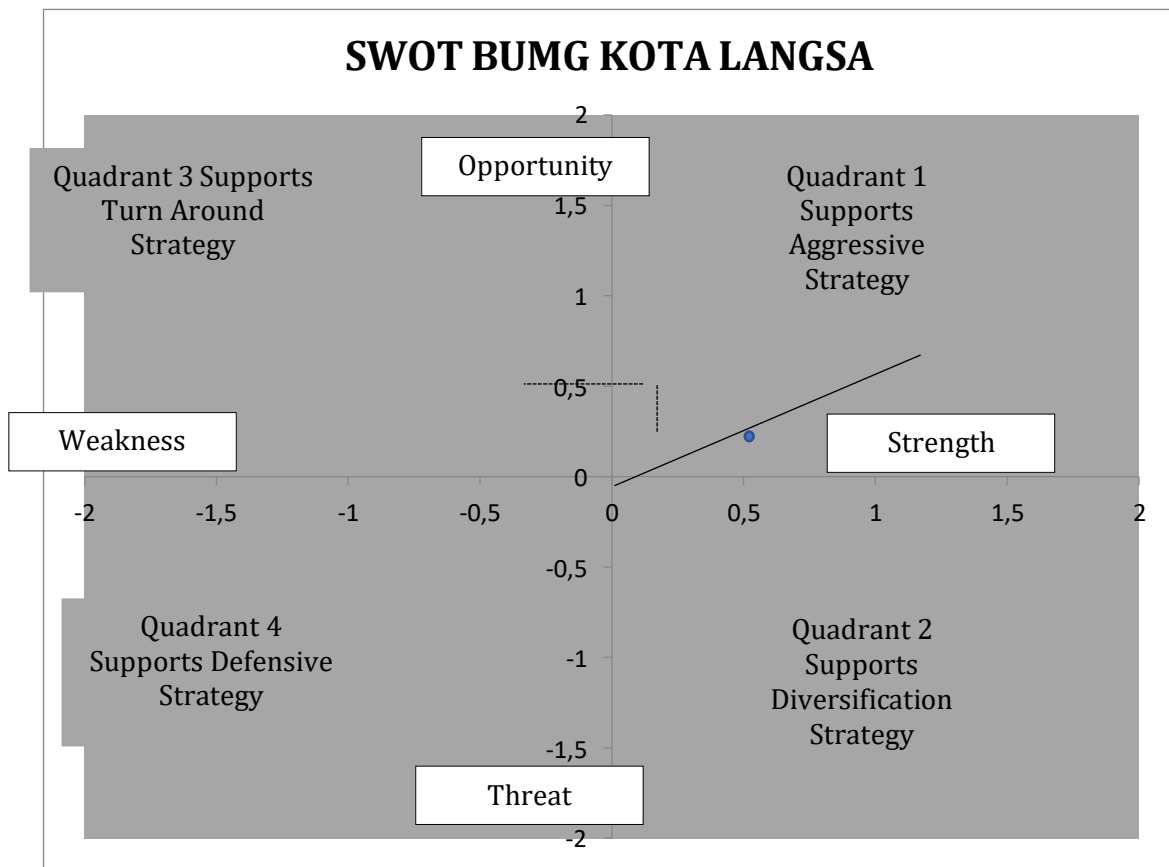 SWOT BUMG KOTA LANGSA
2
Opportunity
Quadrant 3 Supports
Turn Around
Strategy
Quadrant 1
Supports
Aggressive
Strategy
1,5
1
0,5
Weakness
Strength
0
-2
-1,5
-1
-0,5
0
0,5
1
1,5
2
-0,5
Quadrant 4
Supports Defensive
Strategy
Quadrant 2
Supports
Diversification
Strategy
-1
-1,5
Threat
-2